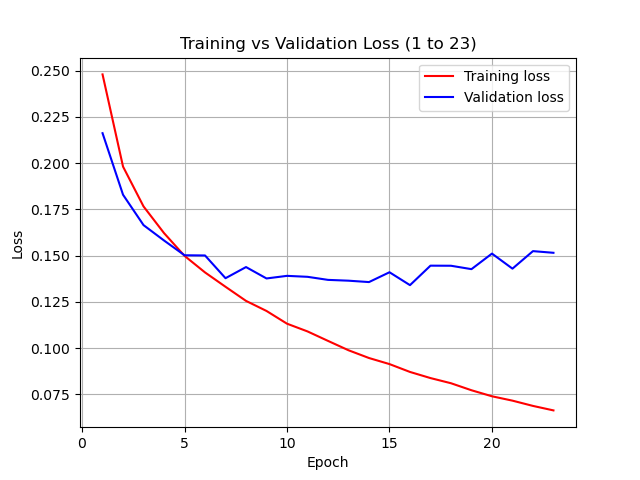 Training vs Validation Loss (1 to 23)
Training loss
Validation loss
0.250
0.225
0.200
0.175
0.150
0.125
0.100
0.075
Loss
0 5 10 15 20
Epoch